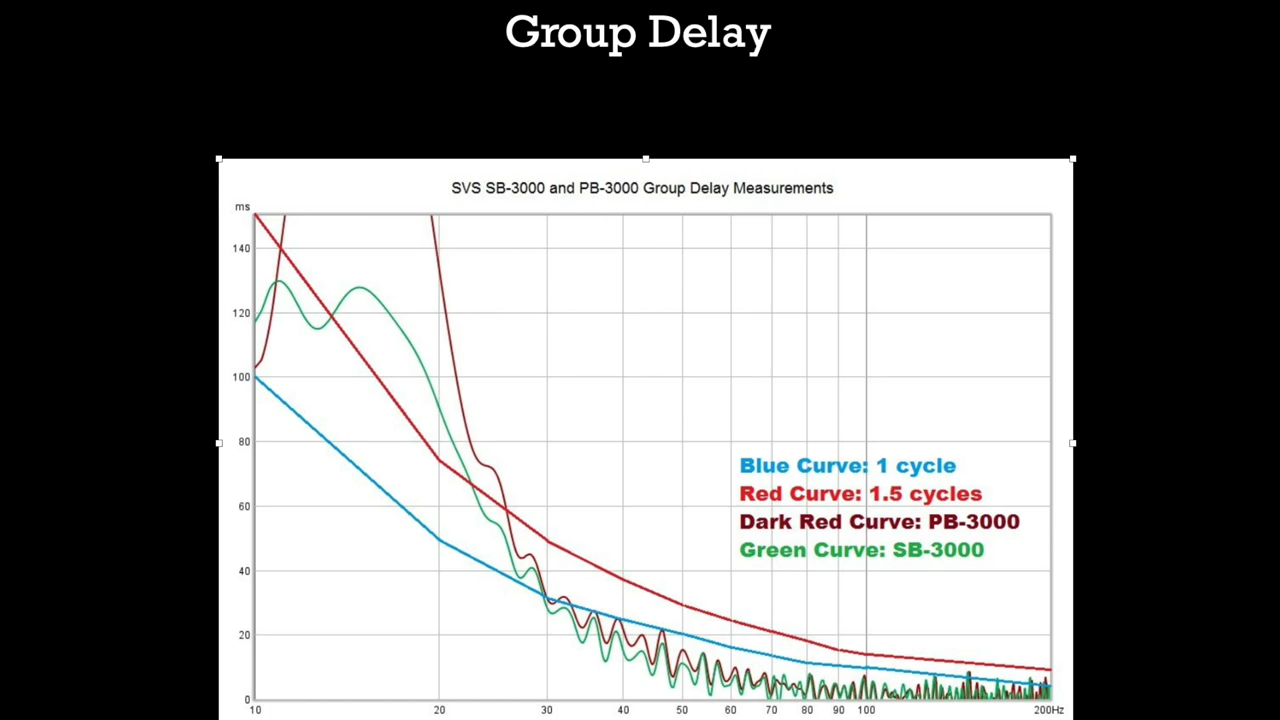 Group Delay
SVS SB-3000 and PB-3000 Group Delay Measurements
ms
140
120
100
80
60
40
20
0
Blue Curve: 1 cycle
Red Curve: 1.5 cycles
Dark Red Curve: PB-3000
Green Curve: SB-3000
10 20 30 40 50 60 70 80 90 100 200Hz